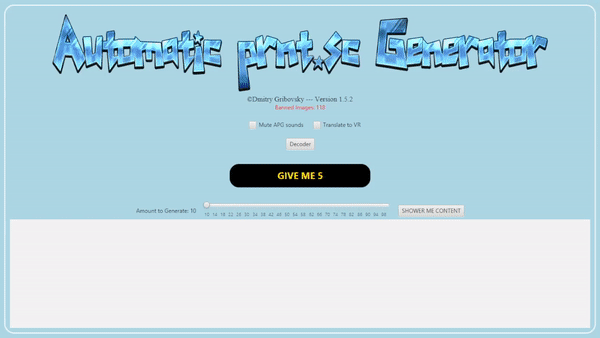 Automatic prnt.sc Generator
©Dmitry Gribovsky --- Version 1.5.2
Banned Images: 110
Mute APG sounds Translate to VR
Decoder
GIVE ME 5
Amount to Generate: 10 SHOWER ME CONTENT
10 14 18 22 26 30 34 38 42 46 50 54 58 62 66 70 74 78 82 86 90 94 98